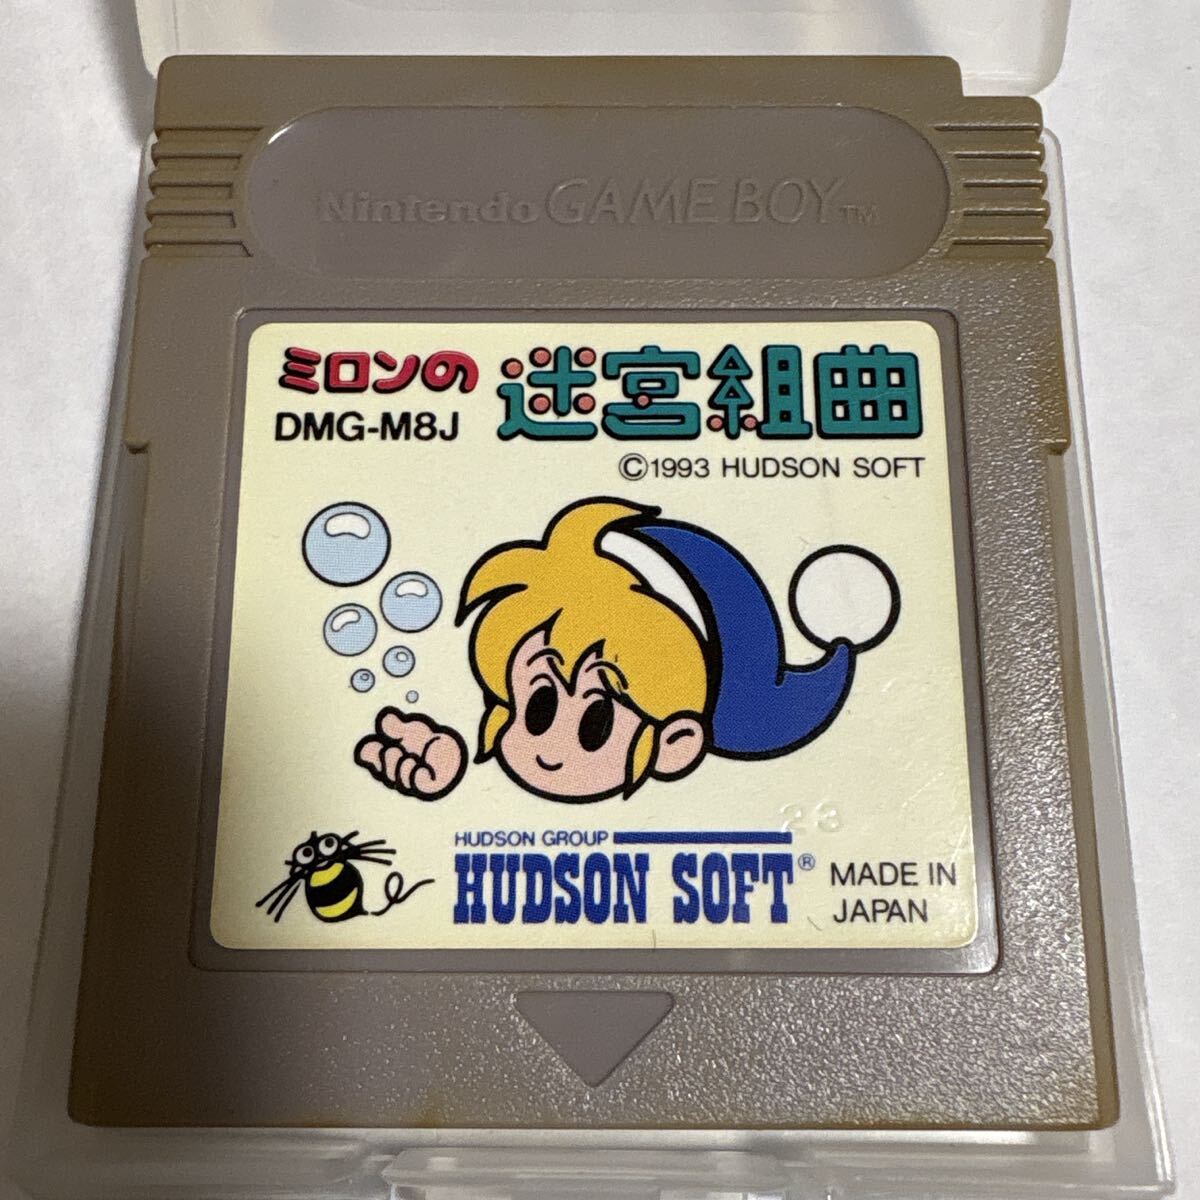 Nintendo GAME BOY™
ミロンの 迷宮組曲
DMG-M8J
©1993 HUDSON SOFT
23
HUDSON GROUP
HUDSON SOFT®
MADE IN
JAPAN